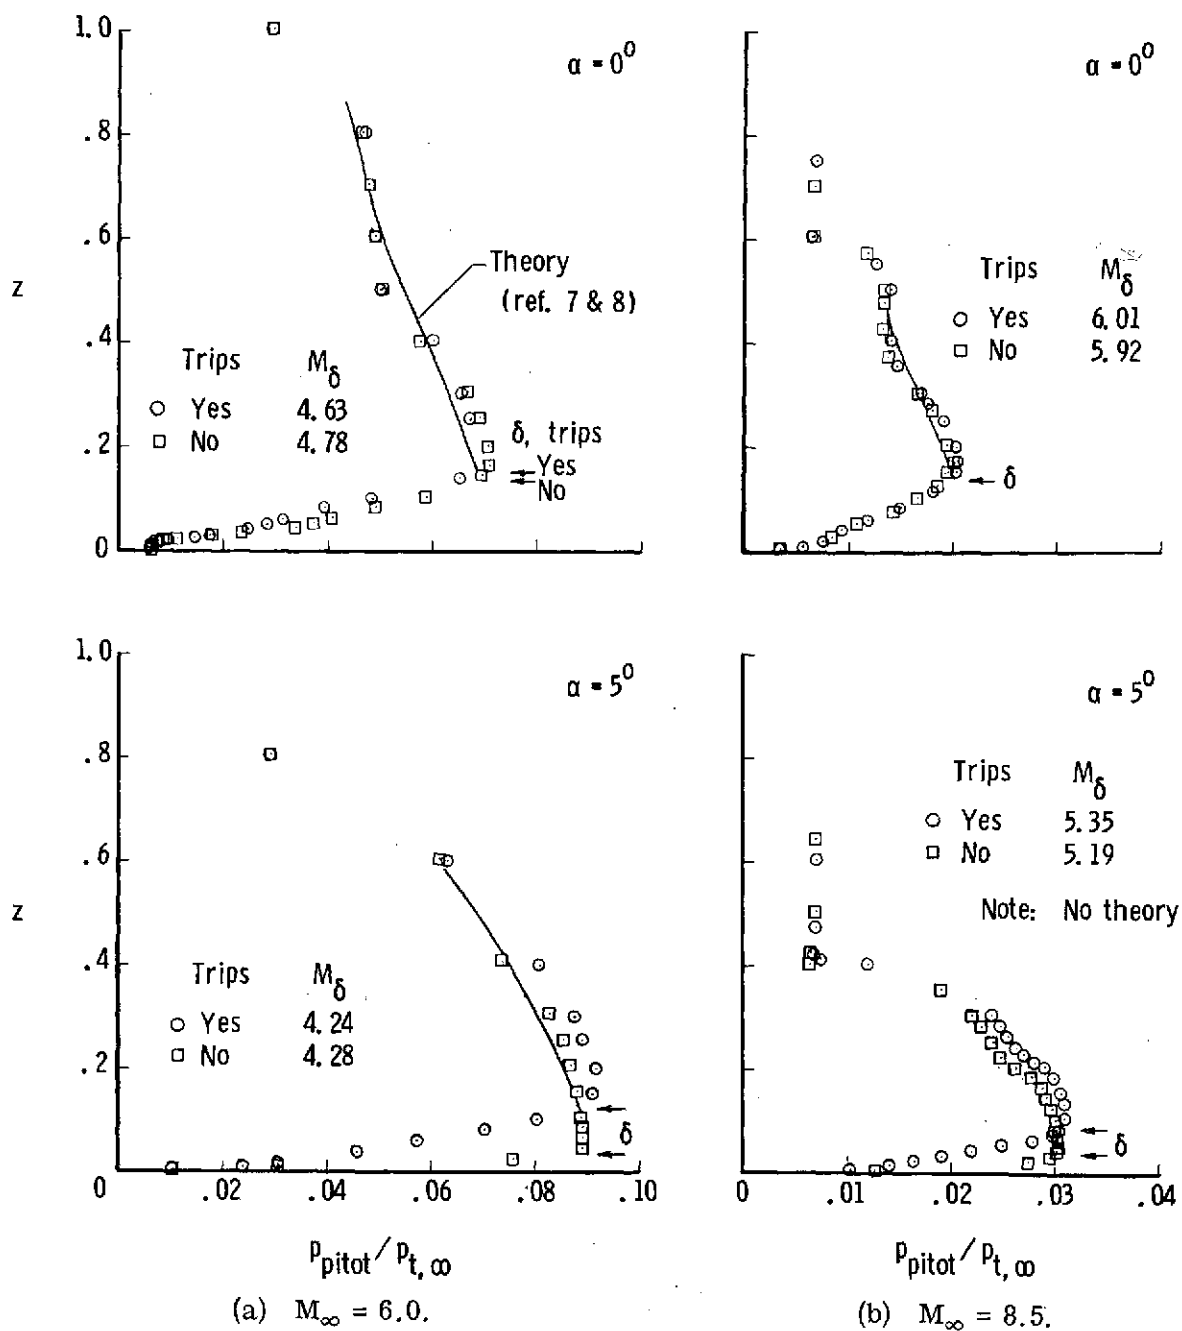 1.0
.8
.6
.4
.2
0
z
α = 0⁰
Theory
(ref. 7 & 8)
Trips M_δ
Yes 4.63
No 4.78
δ, trips
Yes
No
α = 0⁰
Trips M_δ
Yes 6.01
No 5.92
δ
1.0
.8
.6
.4
.2
z
α = 5⁰
Trips M_δ
Yes 4.24
No 4.28
δ
0 .02 .04 .06 .08 .10
p_pitot / p_t,∞
(a) M_∞ = 6.0.
α = 5⁰
Trips M_δ
Yes 5.35
No 5.19
Note: No theory
δ
0 .01 .02 .03 .04
p_pitot / p_t,∞
(b) M_∞ = 8.5.